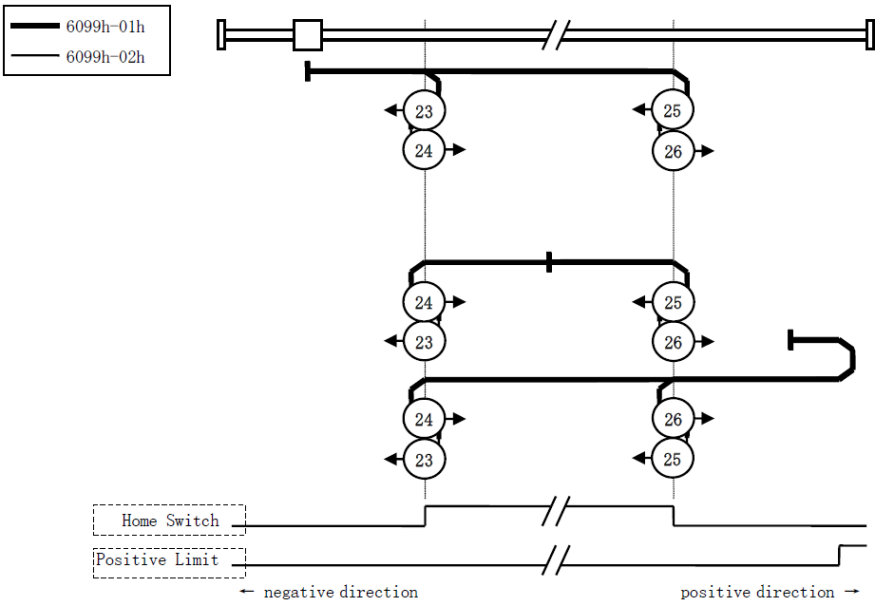 6099h-01h
6099h-02h
23
25
24
26
24
25
23
26
24
26
23
25
Home Switch
Positive Limit
← negative direction
positive direction →